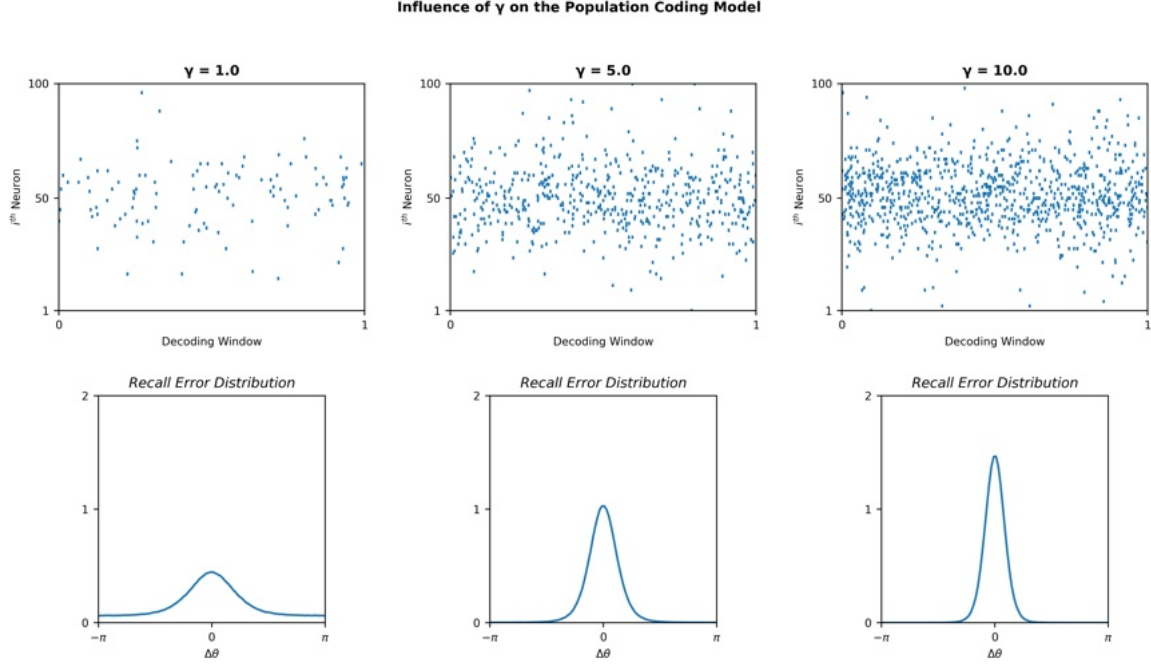 Influence of γ on the Population Coding Model
γ = 1.0
γ = 5.0
γ = 10.0
100
50
1
iᵗʰ Neuron
0
1
Decoding Window
100
50
1
iᵗʰ Neuron
0
1
Decoding Window
100
50
1
iᵗʰ Neuron
0
1
Decoding Window
Recall Error Distribution
2
1
0
−π
0
π
Δθ
Recall Error Distribution
2
1
0
−π
0
π
Δθ
Recall Error Distribution
2
1
0
−π
0
π
Δθ